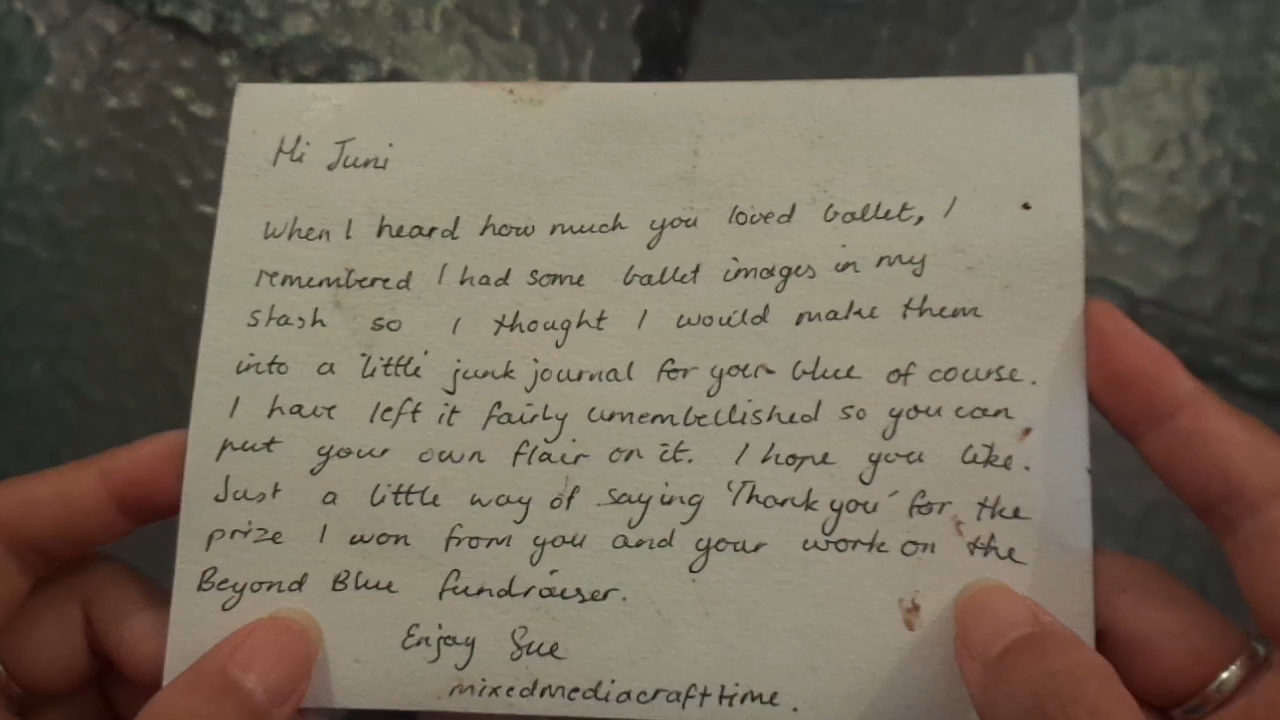 Hi Juni
When I heard how much you loved ballet, I
remembered I had some ballet images in my
stash so I thought I would make them
into a little junk journal for you - blue of course.
I have left it fairly unembellished so you can
put your own flair on it. I hope you like.
Just a little way of saying 'Thank you' for the
prize I won from you and your work on the
Beyond Blue fundraiser.
Enjoy Sue
mixedmediacrafttime.